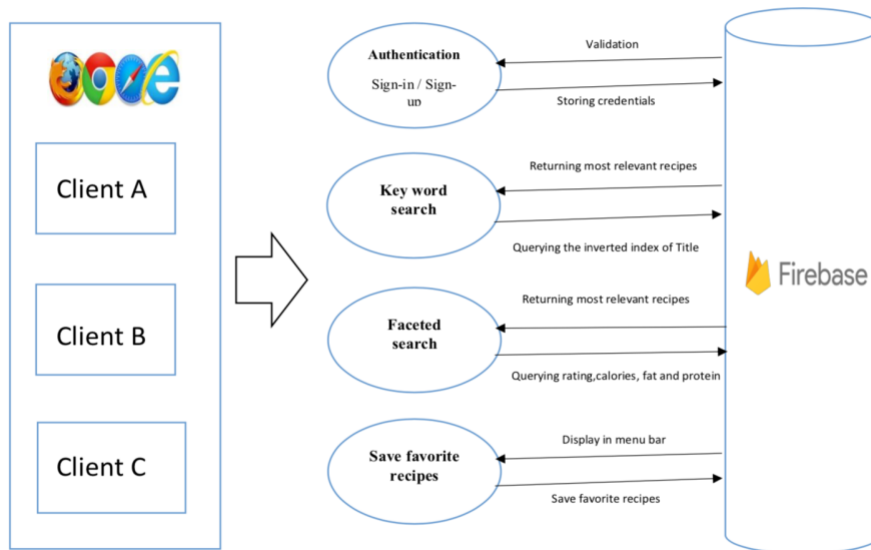 Client A
Client B
Client C
Authentication
Sign-in / Sign-
up
Key word
search
Faceted
search
Save favorite
recipes
Validation
Storing credentials
Returning most relevant recipes
Querying the inverted index of Title
Returning most relevant recipes
Querying rating,calories, fat and protein
Display in menu bar
Save favorite recipes
Firebase